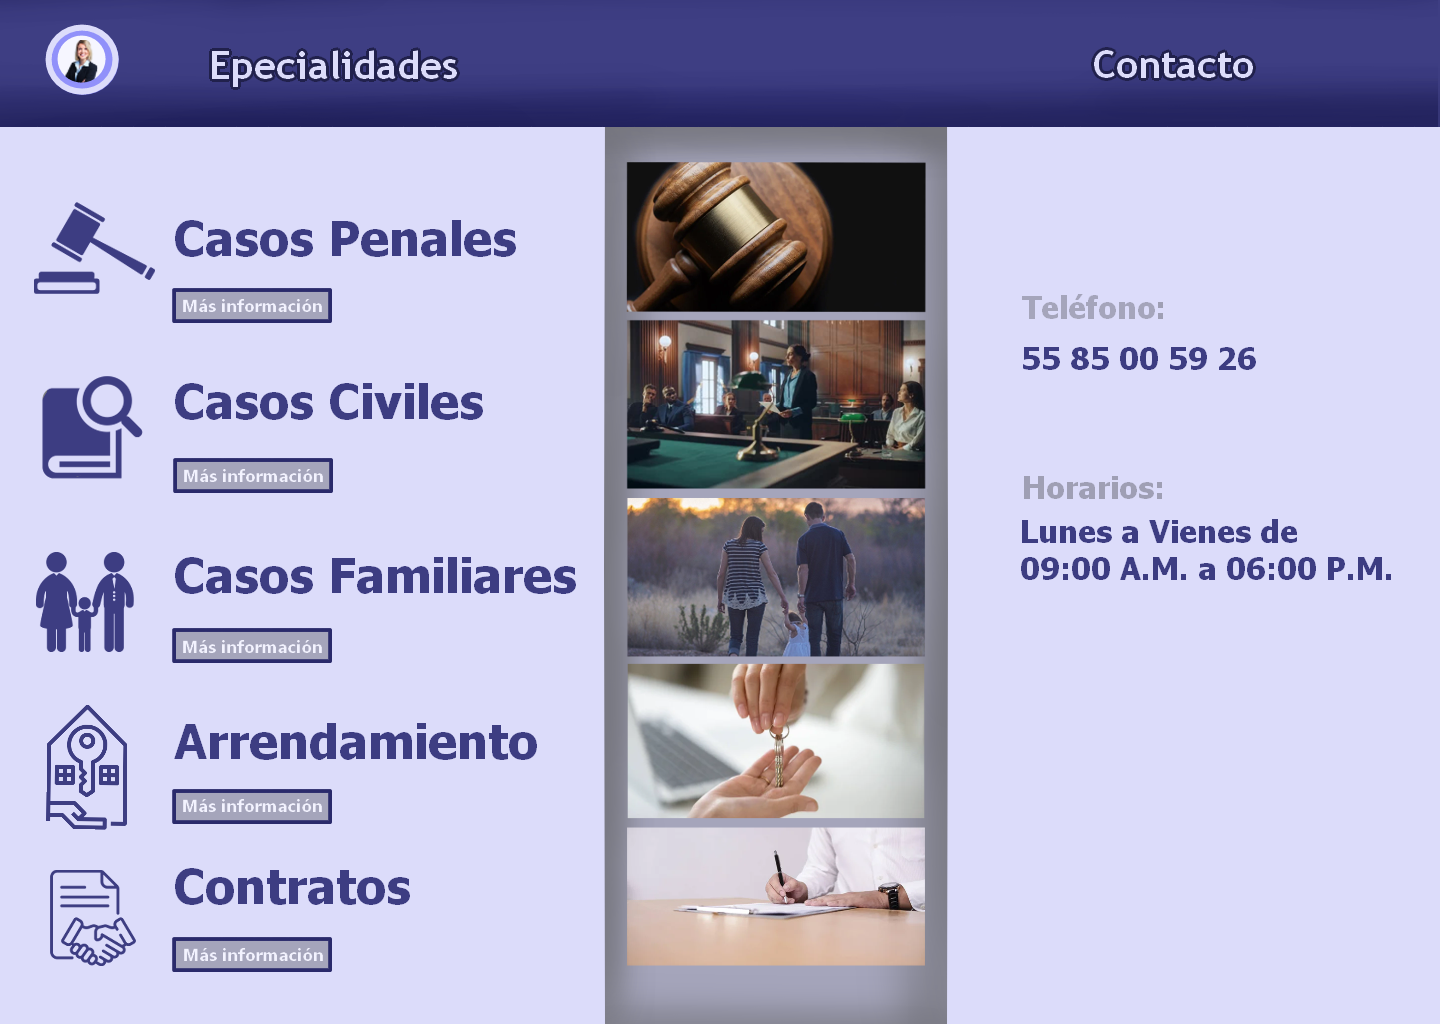 Epecialidades
Contacto
Casos Penales
Más información
Casos Civiles
Más información
Casos Familiares
Más información
Arrendamiento
Más información
Contratos
Más información
Teléfono:
55 85 00 59 26
Horarios:
Lunes a Vienes de
09:00 A.M. a 06:00 P.M.